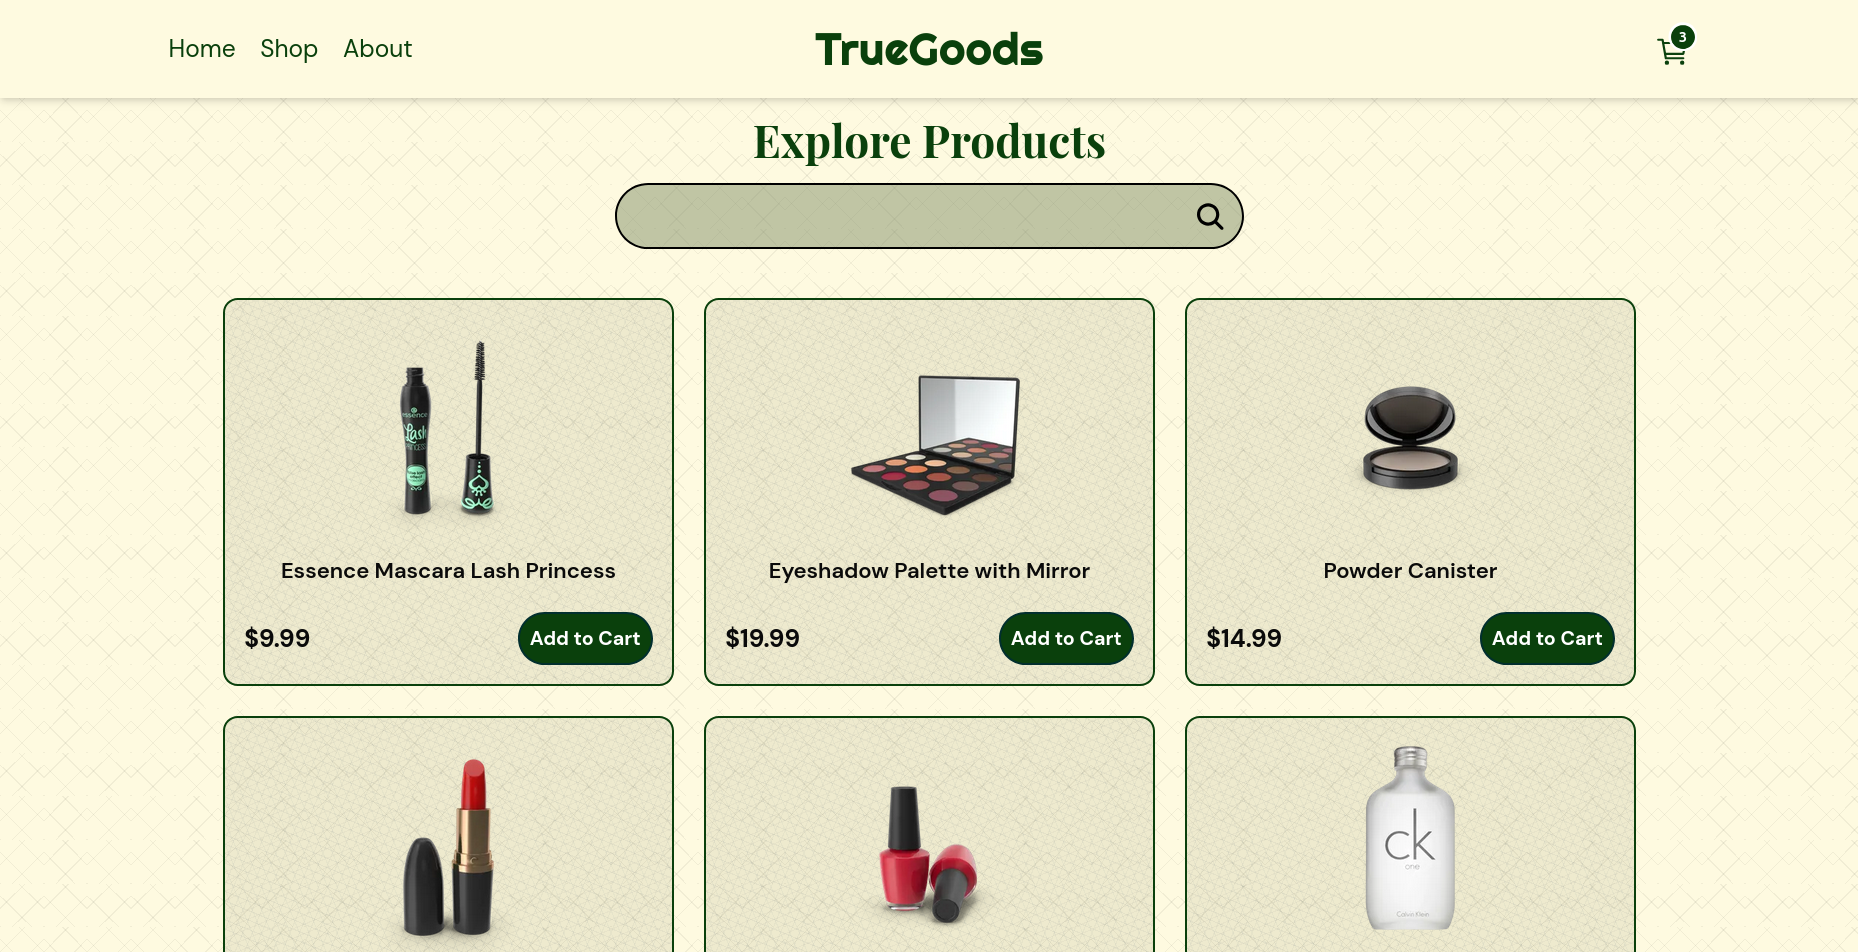 Home Shop About TrueGoods 3
Explore Products
essence
Lash
PRINCESS
Essence Mascara Lash Princess
Eyeshadow Palette with Mirror
Powder Canister
$9.99 Add to Cart
$19.99 Add to Cart
$14.99 Add to Cart
ck
one
Calvin Klein